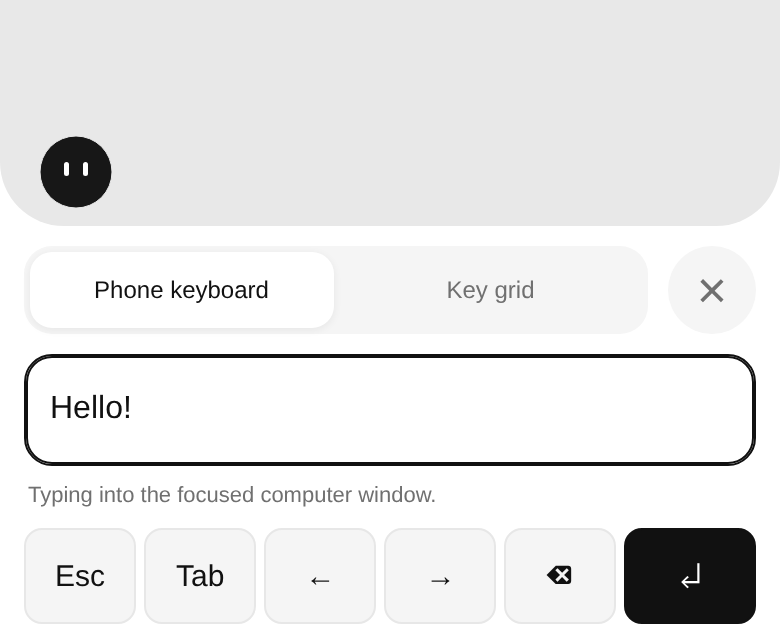 Phone keyboard
Key grid
Hello!
Typing into the focused computer window.
Esc
Tab
←
→